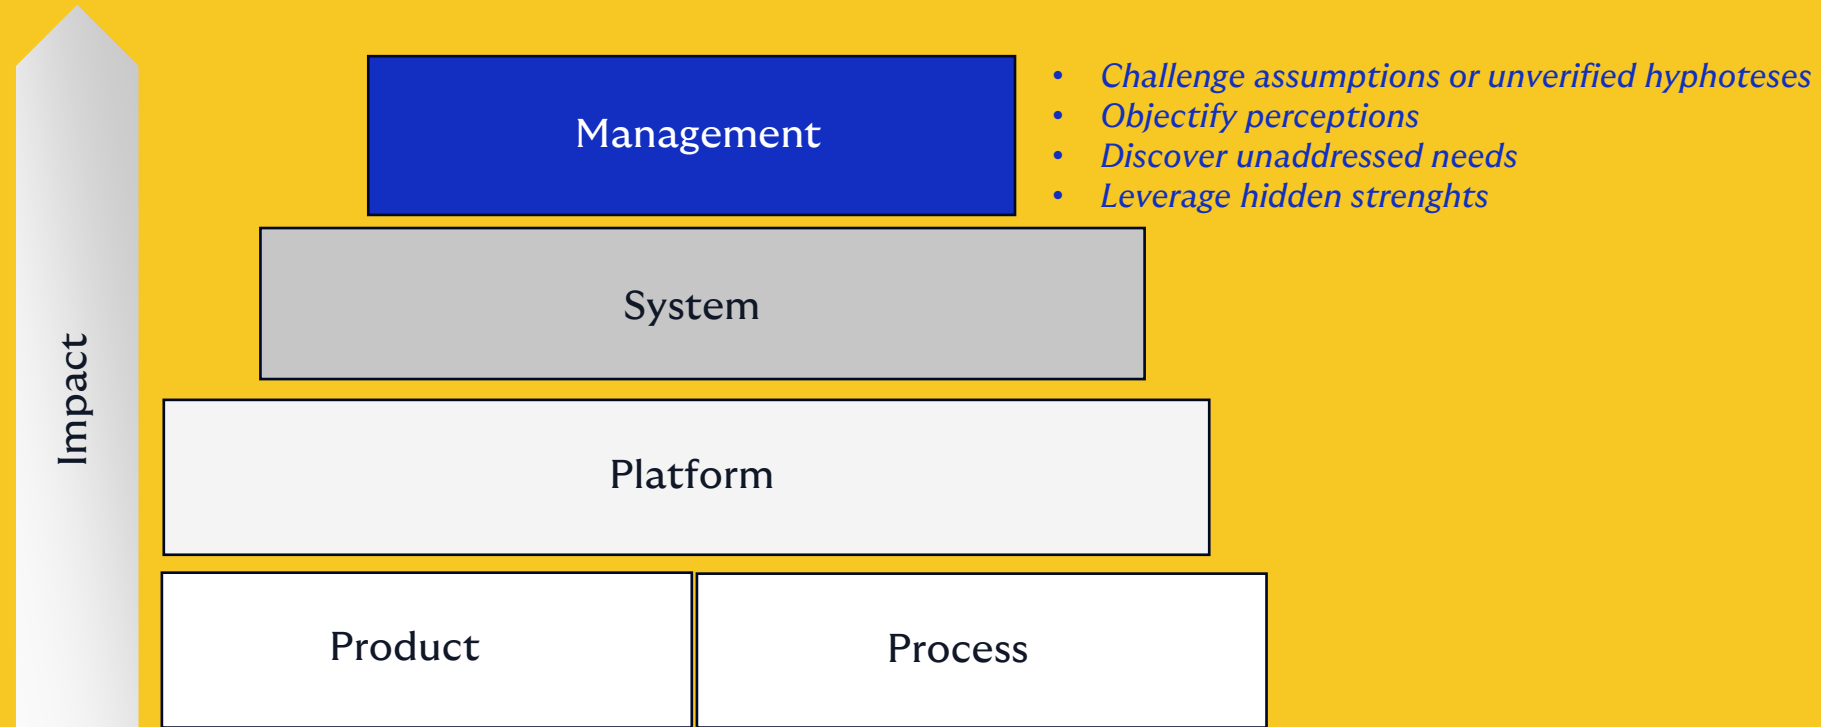 Management
• Challenge assumptions or unverified hyphoteses
• Objectify perceptions
• Discover unaddressed needs
• Leverage hidden strenghts
System
Impact
Platform
Product
Process